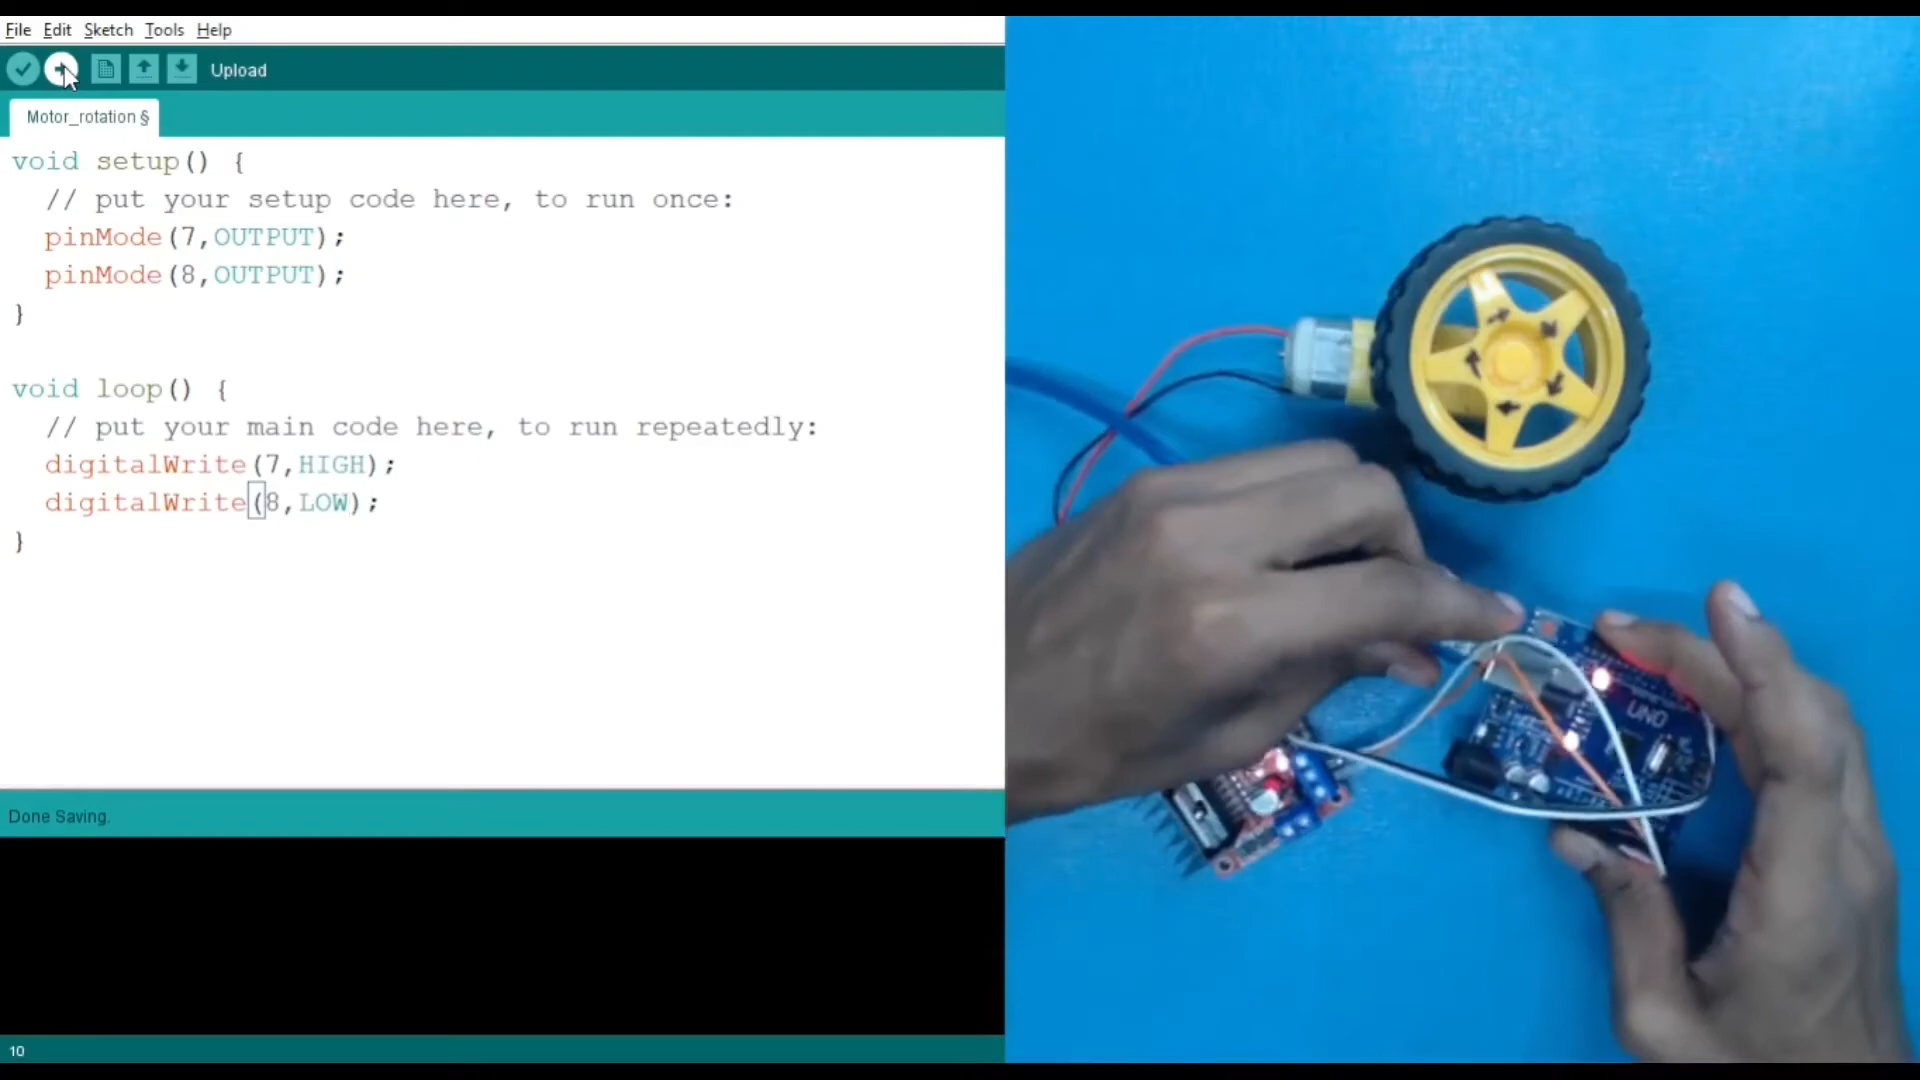 File Edit Sketch Tools Help
Upload
Motor_rotation §
void setup() {
// put your setup code here, to run once:
pinMode(7,OUTPUT);
pinMode(8,OUTPUT);
}
void loop() {
// put your main code here, to run repeatedly:
digitalWrite(7,HIGH);
digitalWrite(8,LOW);
}
Done Saving.
10
UNO